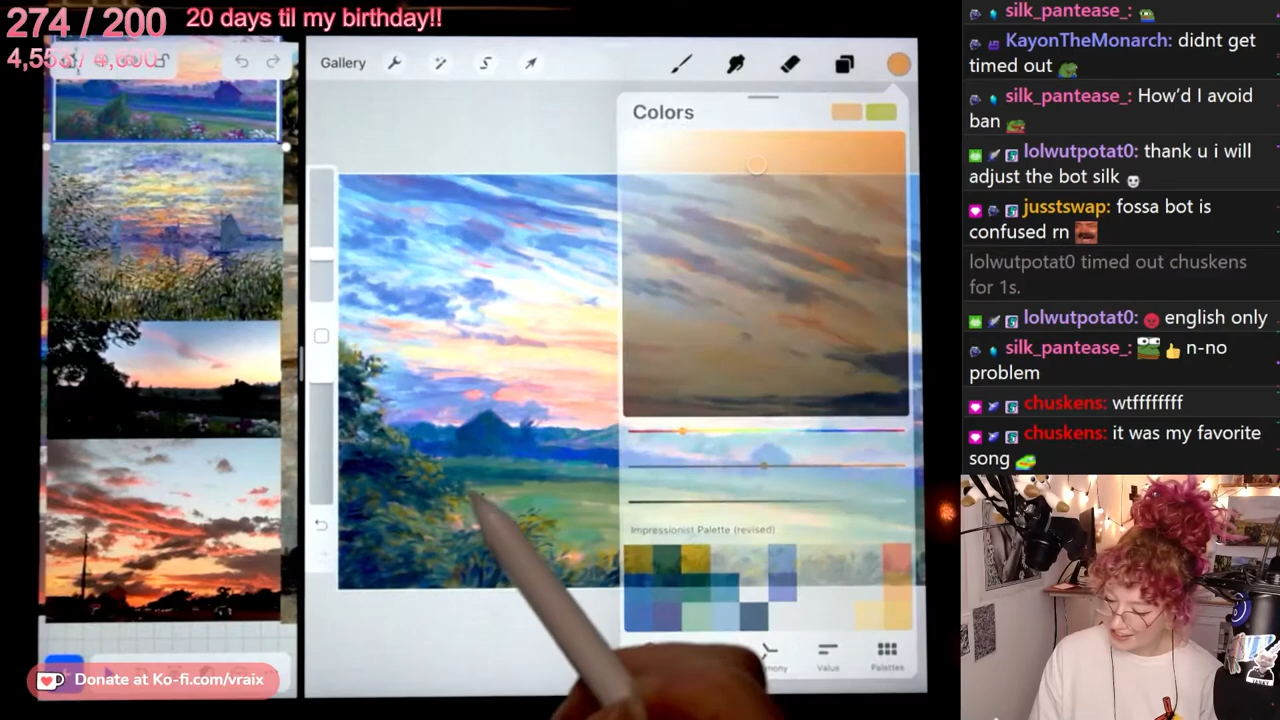 274 / 200
20 days til my birthday!!
Gallery
Colors
Impressionist Palette (revised)
Value
Palettes
Donate at Ko-fi.com/vraix
silk_pantease_:
KayonTheMonarch: didnt get
timed out
silk_pantease_: How'd I avoid
ban
lolwutpotat0: thank u i will
adjust the bot silk
jusstswap: fossa bot is
confused rn
lolwutpotat0 timed out chuskens
for 1s.
lolwutpotat0: english only
silk_pantease_: n-no
problem
chuskens: wtffffffff
chuskens: it was my favorite
song